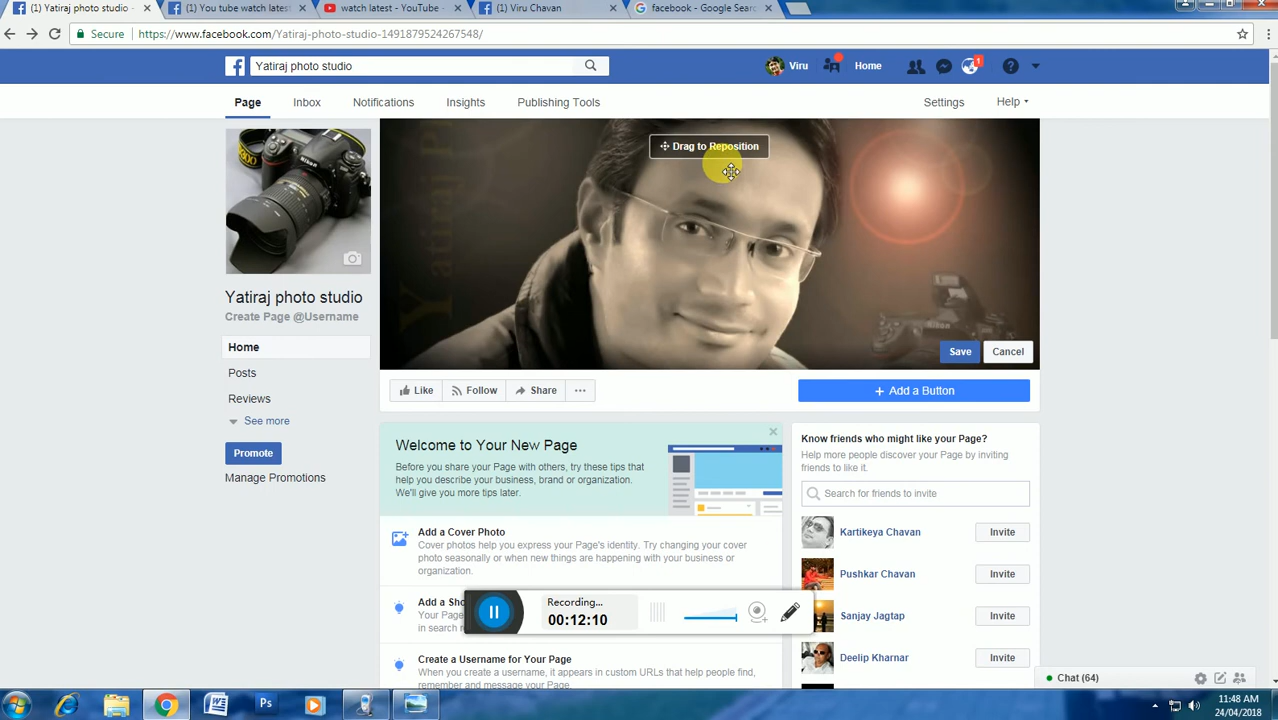 (1) Yatiraj photo studio -
(1) You tube watch latest
watch latest - YouTube -
(1) Viru Chavan
facebook - Google Searc
Secure
https://www.facebook.com/Yatiraj-photo-studio-1491879524267548/
Yatiraj photo studio
Viru
Home
1
Page
Inbox
Notifications
Insights
Publishing Tools
Settings
Help
Drag to Reposition
Nikon
Save
Cancel
Yatiraj photo studio
Create Page @Username
Home
Posts
Reviews
See more
Promote
Manage Promotions
Like
Follow
Share
+ Add a Button
Welcome to Your New Page
Before you share your Page with others, try these tips that
help you describe your business, brand or organization.
We'll give you more tips later.
Add a Cover Photo
Cover photos help you express your Page's identity. Try changing your cover
photo seasonally or when new things are happening with your business or
organization.
Add a Sho
Your Page
in search r
Create a Username for Your Page
When you create a username, it appears in custom URLs that help people find,
remember and message your Page.
Know friends who might like your Page?
Help more people discover your Page by inviting
friends to like it.
Search for friends to invite
Kartikeya Chavan
Invite
Pushkar Chavan
Invite
Sanjay Jagtap
Invite
Deelip Kharnar
Invite
Recording...
00:12:10
Chat (64)
11:48 AM
24/04/2018